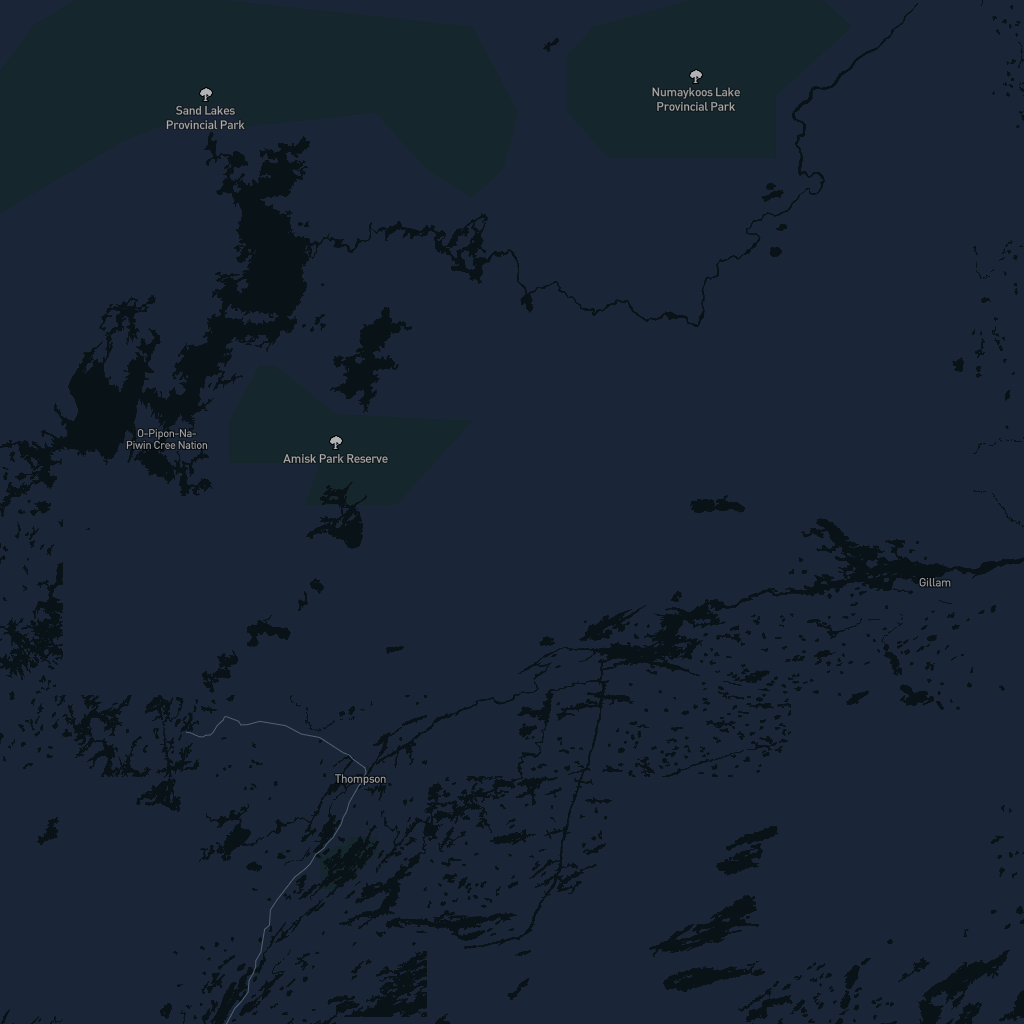 Numaykoos Lake
Provincial Park
Sand Lakes
Provincial Park
O-Pipon-Na-
Piwin Cree Nation
Amisk Park Reserve
Gillam
Thompson